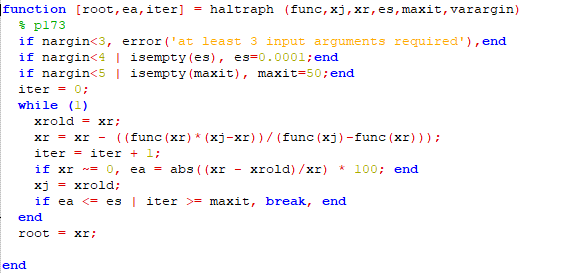 function [root,ea,iter] = haltraph (func,xj,xr,es,maxit,varargin)
% p173
if nargin<3, error('at least 3 input arguments required'),end
if nargin<4 | isempty(es), es=0.0001;end
if nargin<5 | isempty(maxit), maxit=50;end
iter = 0;
while (1)
xrold = xr;
xr = xr - ((func(xr)*(xj-xr))/(func(xj)-func(xr)));
iter = iter + 1;
if xr ~= 0, ea = abs((xr - xrold)/xr) * 100; end
xj = xrold;
if ea <= es | iter >= maxit, break, end
end
root = xr;
end